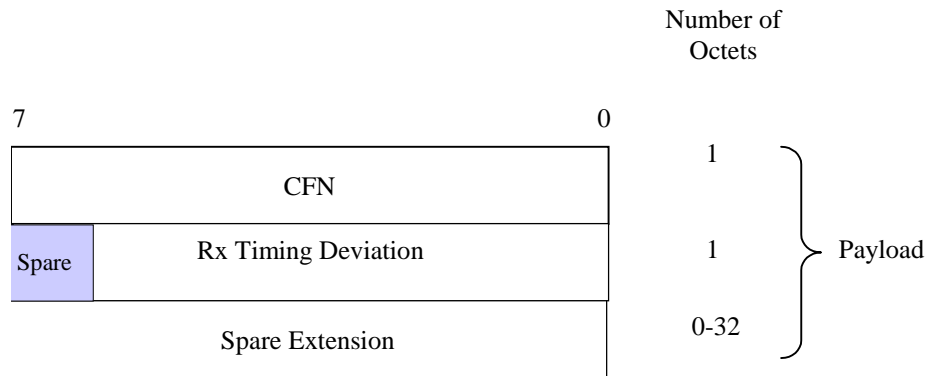 Number of
Octets
7 0
CFN 1
Spare Rx Timing Deviation 1 Payload
Spare Extension 0-32